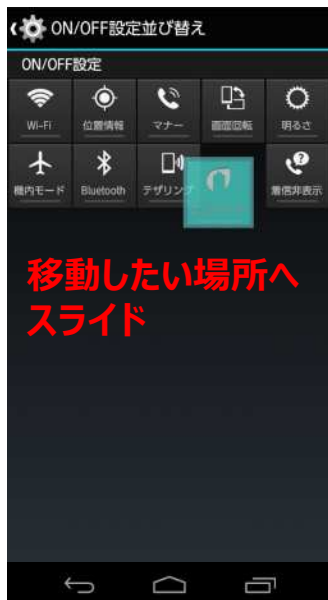 ON/OFF設定並び替え
ON/OFF設定
Wi-Fi 位置情報 マナー 画面回転 明るさ
機内モード Bluetooth テザリング 着信非表示
移動したい場所へ
スライド